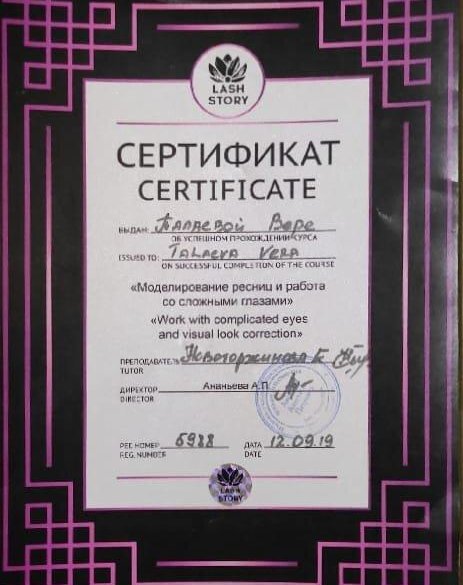 LASH
STORY
СЕРТИФИКАТ
CERTIFICATE
ВЫДАН: Талаевой Вере
ОБ УСПЕШНОМ ПРОХОЖДЕНИИ КУРСА
ISSUED TO: Talaeva Vera
ON SUCCESSFUL COMPLETION OF THE COURSE
«Моделирование ресниц и работа
со сложными глазами»
«Work with complicated eyes
and visual look correction»
ПРЕПОДАВАТЕЛЬ
TUTOR
ДИРЕКТОР Ананьева А.П.
DIRECTOR
РЕГ. НОМЕР 5988 ДАТА 12.09.19
REG. NUMBER DATE
LASH
STORY